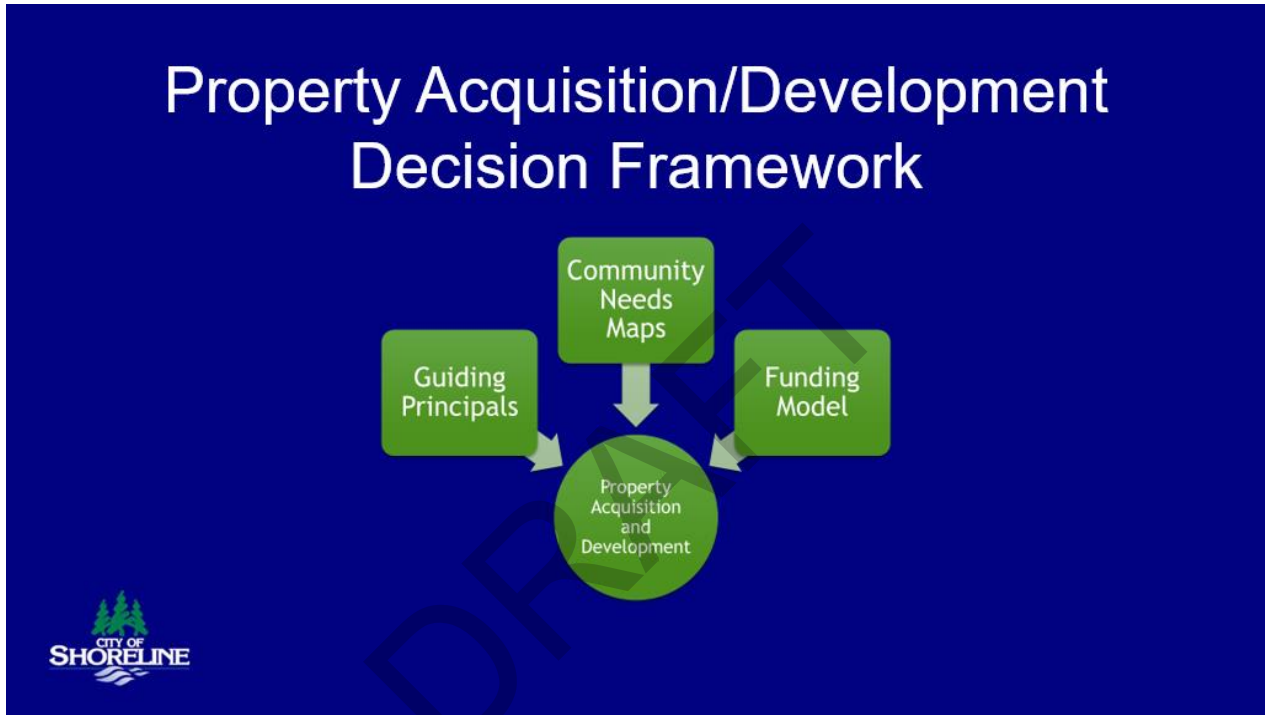 Property Acquisition/Development
Decision Framework
Community
Needs
Maps
Guiding
Principals
Funding
Model
Property
Acquisition
and
Development
DRAFT
CITY OF
SHORELINE